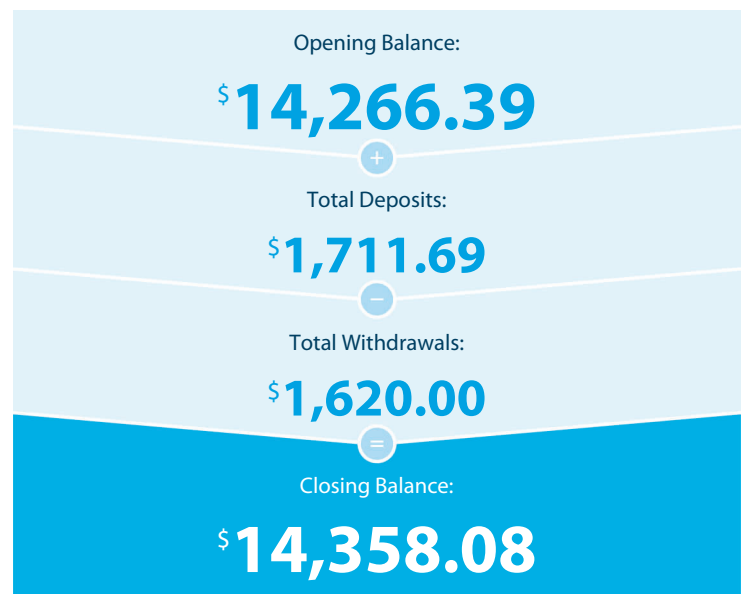 Opening Balance:
$14,266.39
+
Total Deposits:
$1,711.69
−
Total Withdrawals:
$1,620.00
=
Closing Balance:
$14,358.08